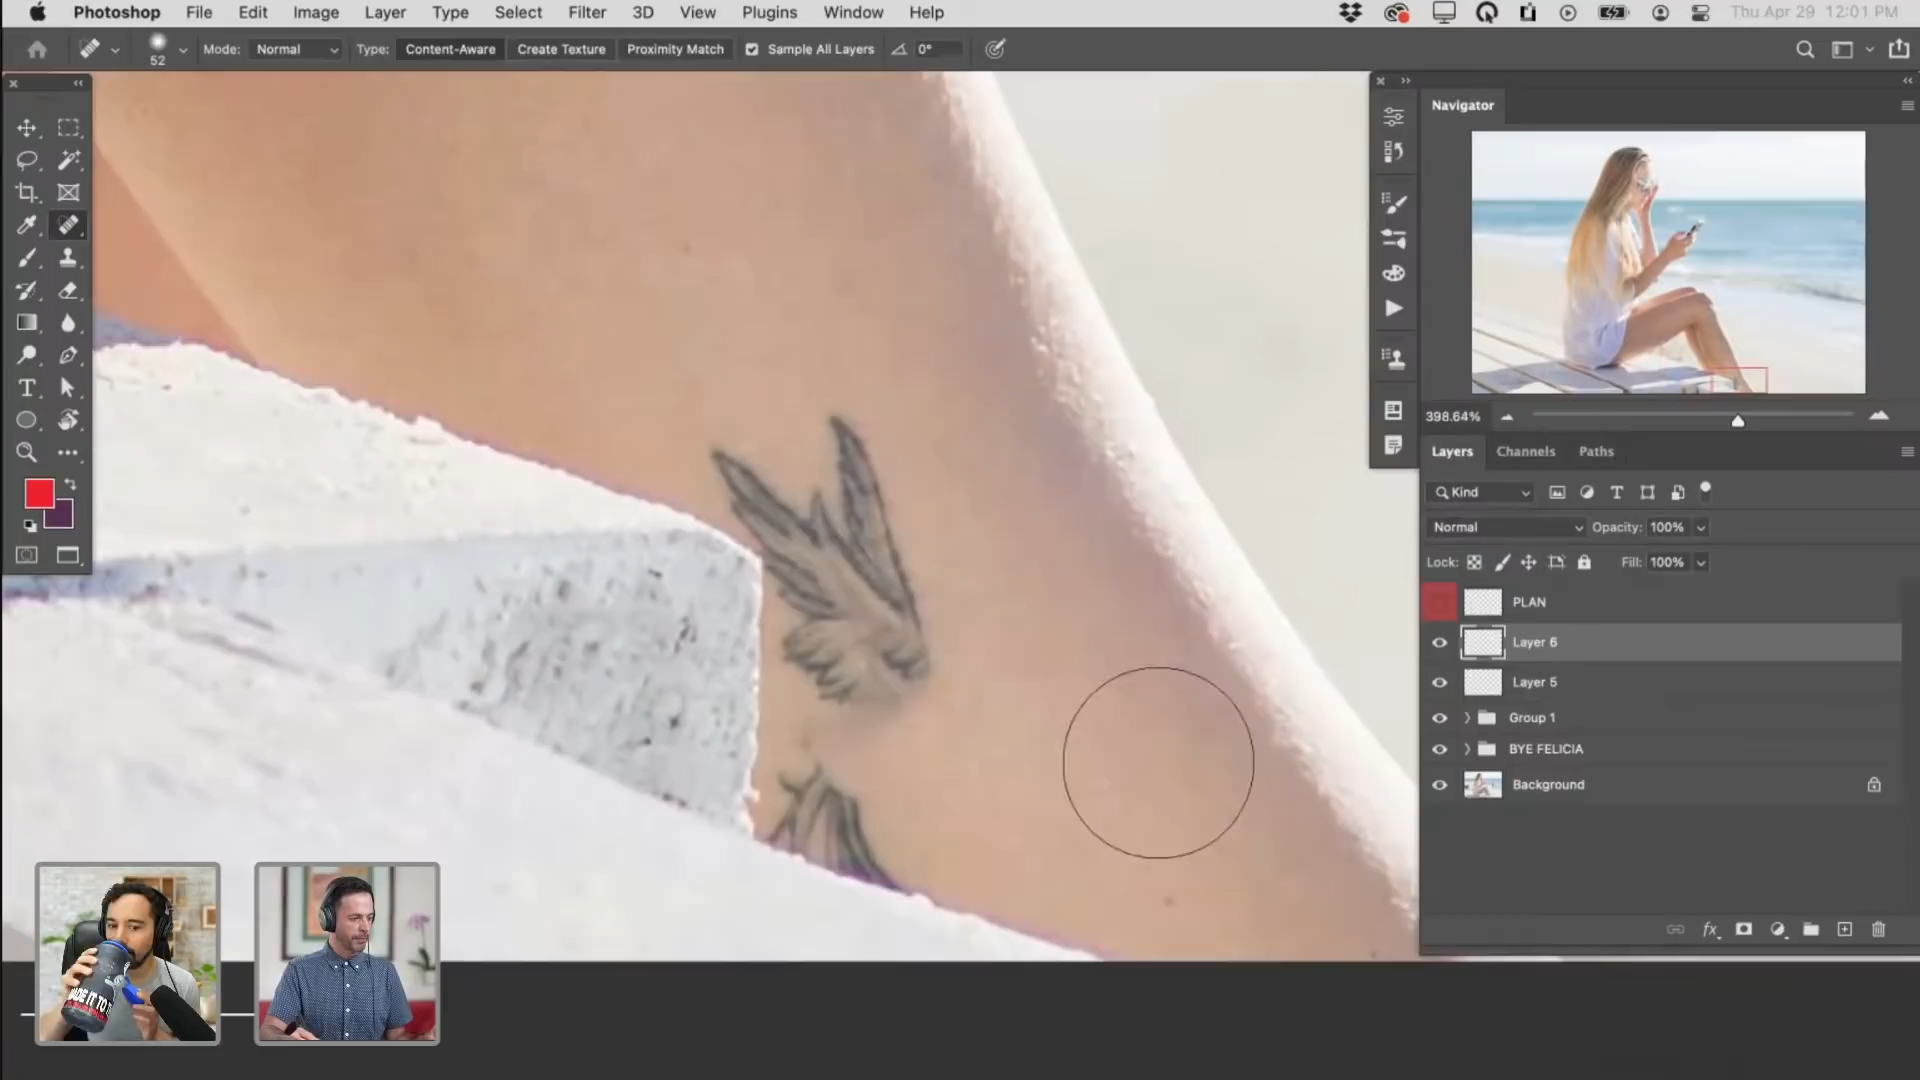 Photoshop File Edit Image Layer Type Select Filter 3D View Plugins Window Help Thu Apr 29 12:01 PM
52 Mode: Normal Type: Content-Aware Create Texture Proximity Match Sample All Layers 0°
Navigator
398.64%
Layers Channels Paths
Kind
Normal Opacity: 100%
Lock: Fill: 100%
PLAN
Layer 6
Layer 5
Group 1
BYE FELICIA
Background
fx